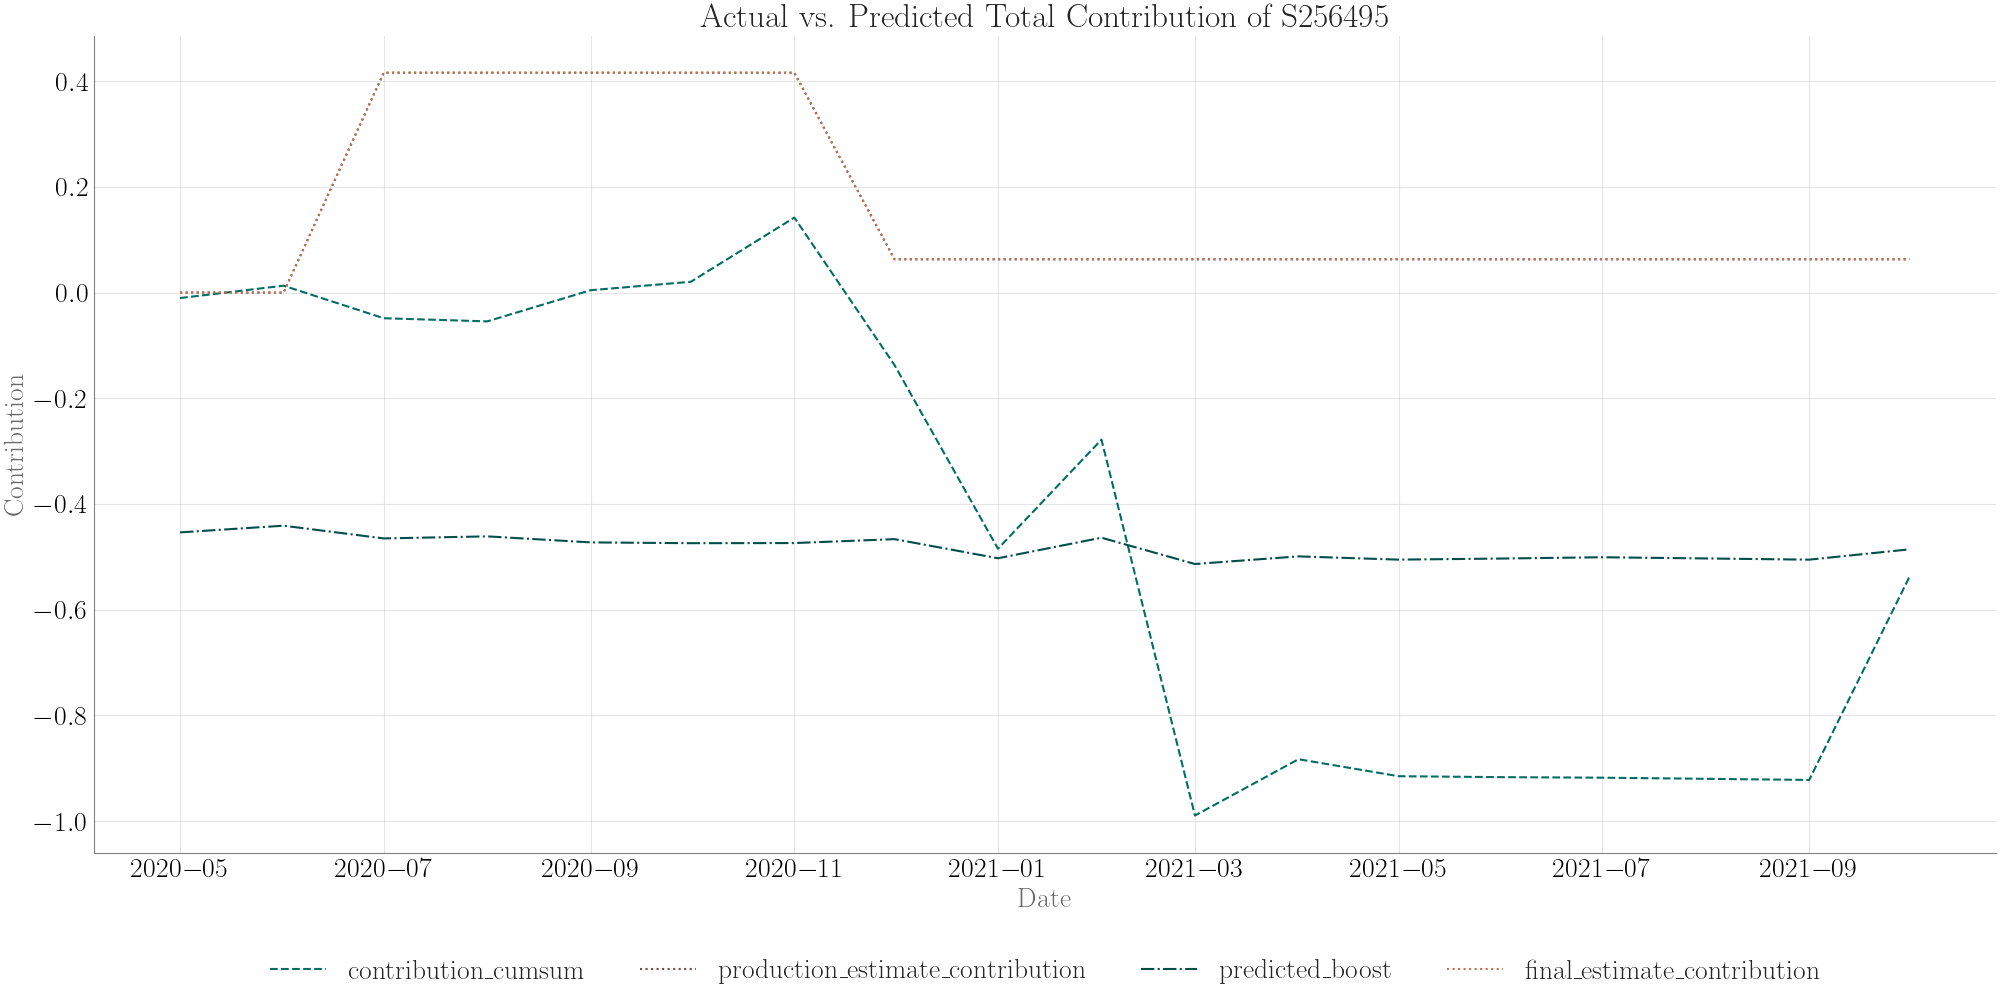 Actual vs. Predicted Total Contribution of S256495
Contribution
0.4
0.2
0.0
−0.2
−0.4
−0.6
−0.8
−1.0
2020−05 2020−07 2020−09 2020−11 2021−01 2021−03 2021−05 2021−07 2021−09
Date
contribution_cumsum production_estimate_contribution predicted_boost final_estimate_contribution